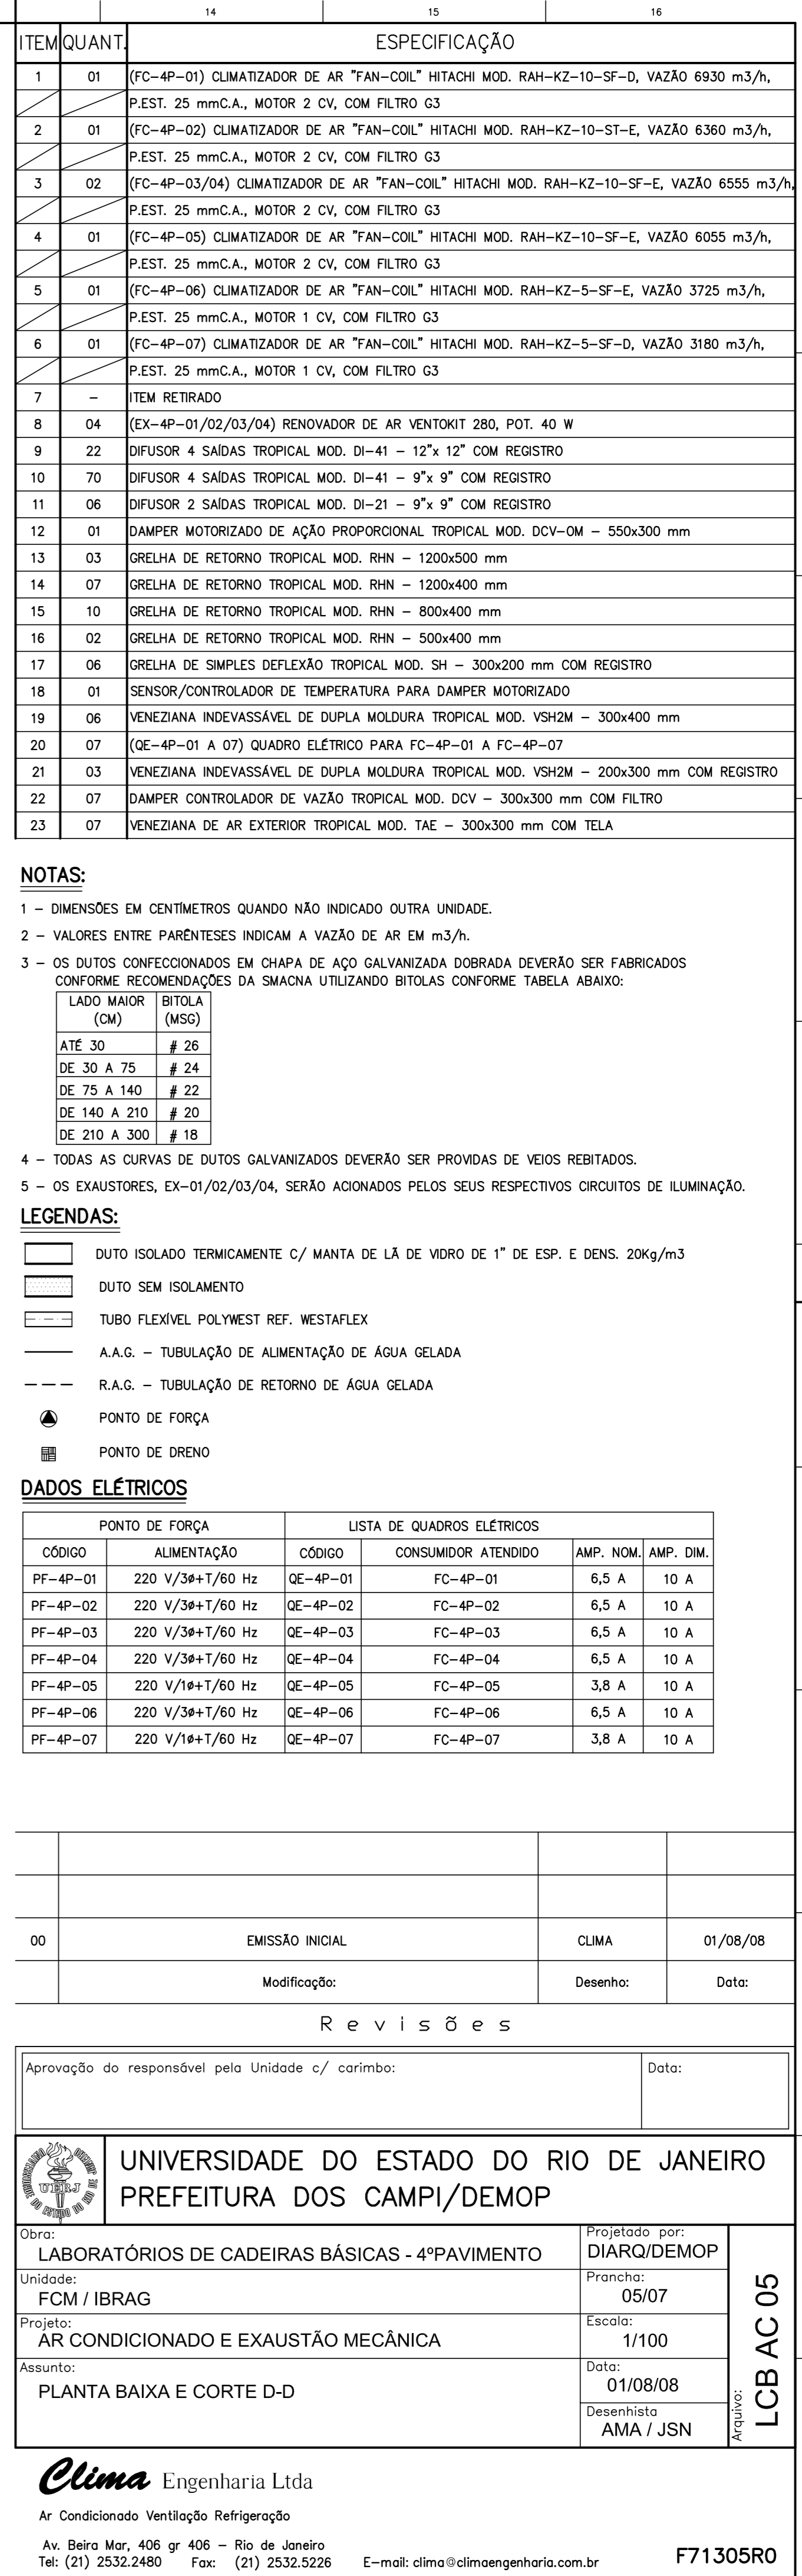 14 15 16
ITEM QUANT. ESPECIFICAÇÃO
1 01 (FC-4P-01) CLIMATIZADOR DE AR "FAN-COIL" HITACHI MOD. RAH-KZ-10-SF-D, VAZÃO 6930 m3/h,
P.EST. 25 mmC.A., MOTOR 2 CV, COM FILTRO G3
2 01 (FC-4P-02) CLIMATIZADOR DE AR "FAN-COIL" HITACHI MOD. RAH-KZ-10-ST-E, VAZÃO 6360 m3/h,
P.EST. 25 mmC.A., MOTOR 2 CV, COM FILTRO G3
3 02 (FC-4P-03/04) CLIMATIZADOR DE AR "FAN-COIL" HITACHI MOD. RAH-KZ-10-SF-E, VAZÃO 6555 m3/h,
P.EST. 25 mmC.A., MOTOR 2 CV, COM FILTRO G3
4 01 (FC-4P-05) CLIMATIZADOR DE AR "FAN-COIL" HITACHI MOD. RAH-KZ-10-SF-E, VAZÃO 6055 m3/h,
P.EST. 25 mmC.A., MOTOR 2 CV, COM FILTRO G3
5 01 (FC-4P-06) CLIMATIZADOR DE AR "FAN-COIL" HITACHI MOD. RAH-KZ-5-SF-E, VAZÃO 3725 m3/h,
P.EST. 25 mmC.A., MOTOR 1 CV, COM FILTRO G3
6 01 (FC-4P-07) CLIMATIZADOR DE AR "FAN-COIL" HITACHI MOD. RAH-KZ-5-SF-D, VAZÃO 3180 m3/h,
P.EST. 25 mmC.A., MOTOR 1 CV, COM FILTRO G3
7 - ITEM RETIRADO
8 04 (EX-4P-01/02/03/04) RENOVADOR DE AR VENTOKIT 280, POT. 40 W
9 22 DIFUSOR 4 SAÍDAS TROPICAL MOD. DI-41 - 12"x 12" COM REGISTRO
10 70 DIFUSOR 4 SAÍDAS TROPICAL MOD. DI-41 - 9"x 9" COM REGISTRO
11 06 DIFUSOR 2 SAÍDAS TROPICAL MOD. DI-21 - 9"x 9" COM REGISTRO
12 01 DAMPER MOTORIZADO DE AÇÃO PROPORCIONAL TROPICAL MOD. DCV-OM - 550x300 mm
13 03 GRELHA DE RETORNO TROPICAL MOD. RHN - 1200x500 mm
14 07 GRELHA DE RETORNO TROPICAL MOD. RHN - 1200x400 mm
15 10 GRELHA DE RETORNO TROPICAL MOD. RHN - 800x400 mm
16 02 GRELHA DE RETORNO TROPICAL MOD. RHN - 500x400 mm
17 06 GRELHA DE SIMPLES DEFLEXÃO TROPICAL MOD. SH - 300x200 mm COM REGISTRO
18 01 SENSOR/CONTROLADOR DE TEMPERATURA PARA DAMPER MOTORIZADO
19 06 VENEZIANA INDEVASSÁVEL DE DUPLA MOLDURA TROPICAL MOD. VSH2M - 300x400 mm
20 07 (QE-4P-01 A 07) QUADRO ELÉTRICO PARA FC-4P-01 A FC-4P-07
21 03 VENEZIANA INDEVASSÁVEL DE DUPLA MOLDURA TROPICAL MOD. VSH2M - 200x300 mm COM REGISTRO
22 07 DAMPER CONTROLADOR DE VAZÃO TROPICAL MOD. DCV - 300x300 mm COM FILTRO
23 07 VENEZIANA DE AR EXTERIOR TROPICAL MOD. TAE - 300x300 mm COM TELA
NOTAS:
1 - DIMENSÕES EM CENTÍMETROS QUANDO NÃO INDICADO OUTRA UNIDADE.
2 - VALORES ENTRE PARÊNTESES INDICAM A VAZÃO DE AR EM m3/h.
3 - OS DUTOS CONFECCIONADOS EM CHAPA DE AÇO GALVANIZADA DOBRADA DEVERÃO SER FABRICADOS
CONFORME RECOMENDAÇÕES DA SMACNA UTILIZANDO BITOLAS CONFORME TABELA ABAIXO:
LADO MAIOR BITOLA
(CM) (MSG)
ATÉ 30 # 26
DE 30 A 75 # 24
DE 75 A 140 # 22
DE 140 A 210 # 20
DE 210 A 300 # 18
4 - TODAS AS CURVAS DE DUTOS GALVANIZADOS DEVERÃO SER PROVIDAS DE VEIOS REBITADOS.
5 - OS EXAUSTORES, EX-01/02/03/04, SERÃO ACIONADOS PELOS SEUS RESPECTIVOS CIRCUITOS DE ILUMINAÇÃO.
LEGENDAS:
DUTO ISOLADO TERMICAMENTE C/ MANTA DE LÃ DE VIDRO DE 1" DE ESP. E DENS. 20Kg/m3
DUTO SEM ISOLAMENTO
TUBO FLEXÍVEL POLYWEST REF. WESTAFLEX
A.A.G. - TUBULAÇÃO DE ALIMENTAÇÃO DE ÁGUA GELADA
R.A.G. - TUBULAÇÃO DE RETORNO DE ÁGUA GELADA
PONTO DE FORÇA
PONTO DE DRENO
DADOS ELÉTRICOS
PONTO DE FORÇA LISTA DE QUADROS ELÉTRICOS
CÓDIGO ALIMENTAÇÃO CÓDIGO CONSUMIDOR ATENDIDO AMP. NOM. AMP. DIM.
PF-4P-01 220 V/3ø+T/60 Hz QE-4P-01 FC-4P-01 6,5 A 10 A
PF-4P-02 220 V/3ø+T/60 Hz QE-4P-02 FC-4P-02 6,5 A 10 A
PF-4P-03 220 V/3ø+T/60 Hz QE-4P-03 FC-4P-03 6,5 A 10 A
PF-4P-04 220 V/3ø+T/60 Hz QE-4P-04 FC-4P-04 6,5 A 10 A
PF-4P-05 220 V/1ø+T/60 Hz QE-4P-05 FC-4P-05 3,8 A 10 A
PF-4P-06 220 V/3ø+T/60 Hz QE-4P-06 FC-4P-06 6,5 A 10 A
PF-4P-07 220 V/1ø+T/60 Hz QE-4P-07 FC-4P-07 3,8 A 10 A
00 EMISSÃO INICIAL CLIMA 01/08/08
Modificação: Desenho: Data:
Revisões
Aprovação do responsável pela Unidade c/ carimbo: Data:
UERJ
UNIVERSIDADE DO ESTADO DO RIO DE JANEIRO
PREFEITURA DOS CAMPI/DEMOP
Obra:
LABORATÓRIOS DE CADEIRAS BÁSICAS - 4ºPAVIMENTO
Projetado por:
DIARQ/DEMOP
Unidade:
FCM / IBRAG
Prancha:
05/07
Projeto:
AR CONDICIONADO E EXAUSTÃO MECÂNICA
Escala:
1/100
Assunto:
PLANTA BAIXA E CORTE D-D
Data:
01/08/08
Desenhista
AMA / JSN
Arquivo:
LCB AC 05
Clima Engenharia Ltda
Ar Condicionado Ventilação Refrigeração
Av. Beira Mar, 406 gr 406 - Rio de Janeiro
Tel: (21) 2532.2480 Fax: (21) 2532.5226 E-mail: clima@climaengenharia.com.br
F71305R0